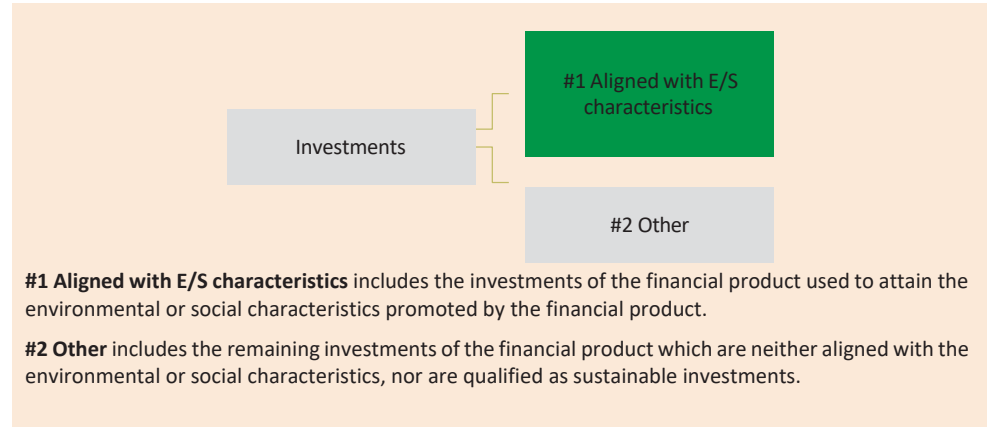 #1 Aligned with E/S
characteristics
Investments
#2 Other
#1 Aligned with E/S characteristics includes the investments of the financial product used to attain the
environmental or social characteristics promoted by the financial product.
#2 Other includes the remaining investments of the financial product which are neither aligned with the
environmental or social characteristics, nor are qualified as sustainable investments.